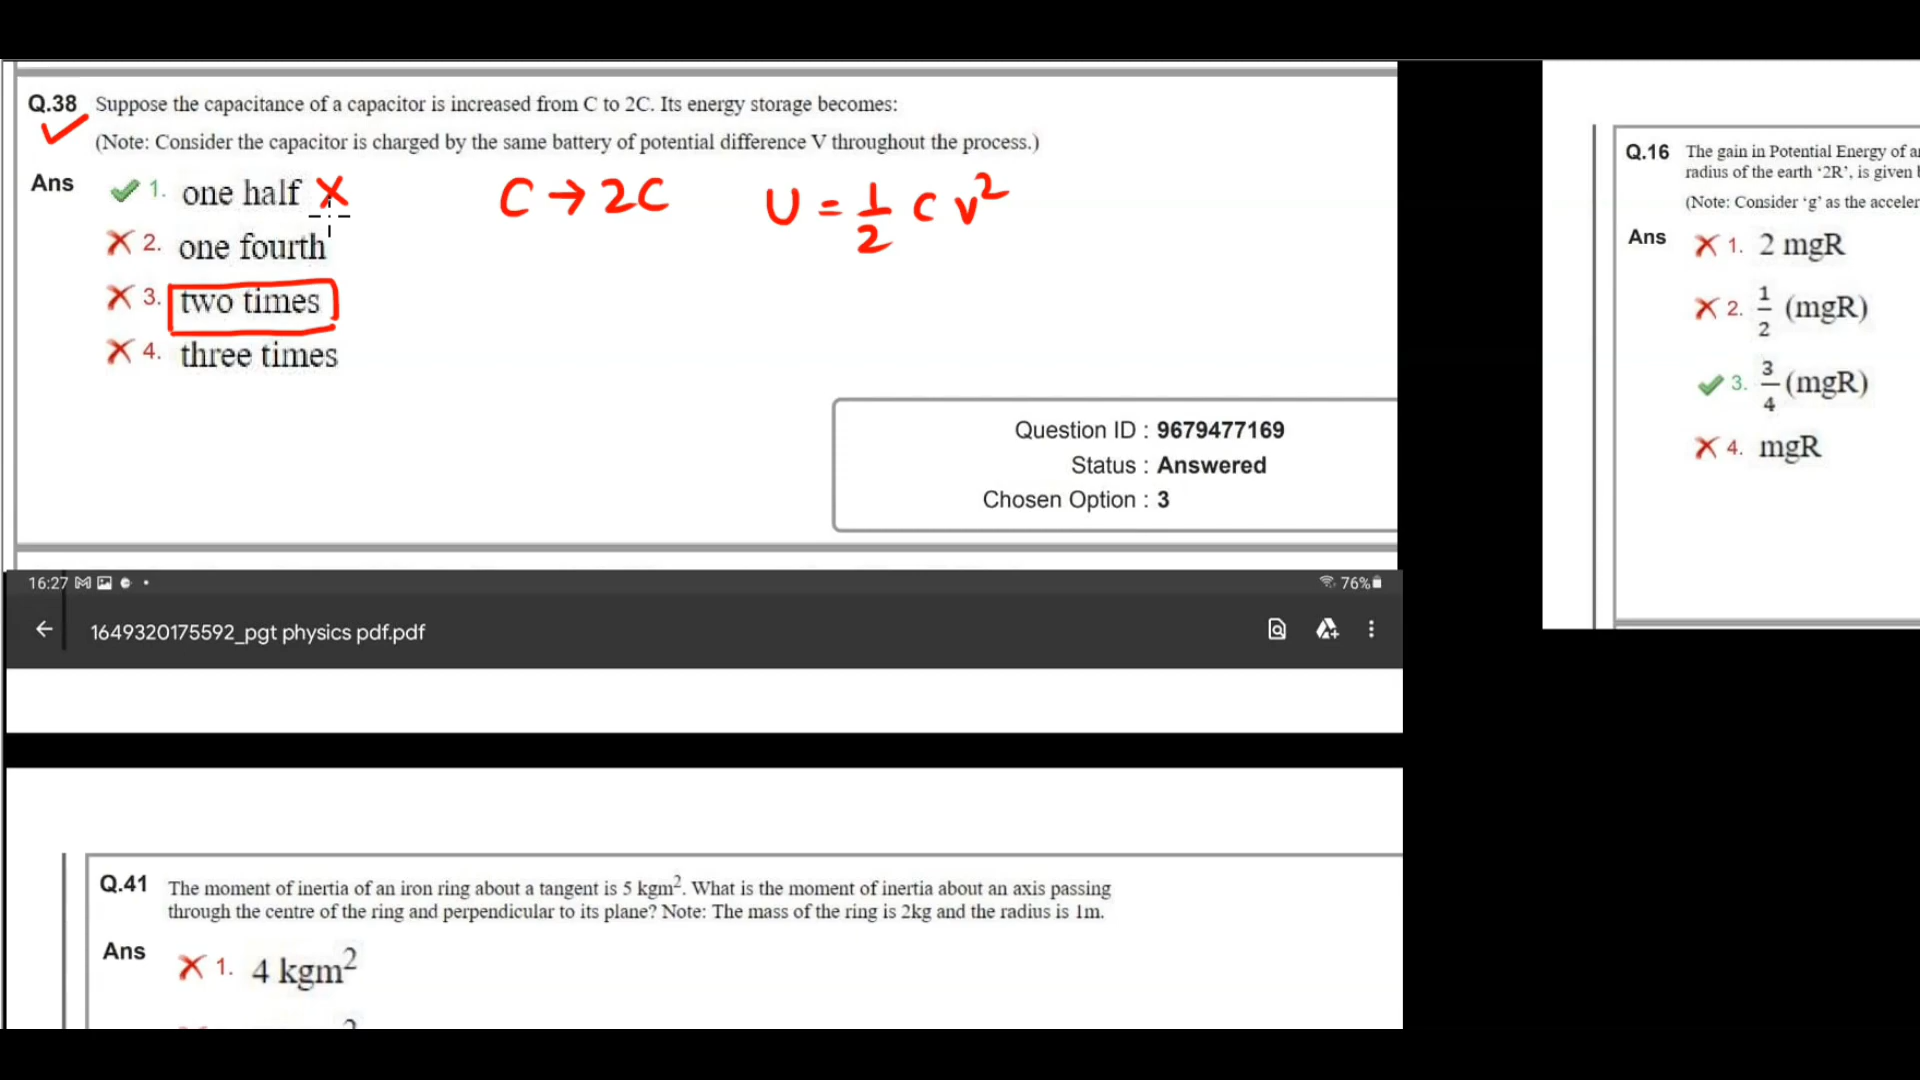 Q.38 Suppose the capacitance of a capacitor is increased from C to 2C. Its energy storage becomes:
(Note: Consider the capacitor is charged by the same battery of potential difference V throughout the process.)
Ans 1. one half X
2. one fourth
3. two times
4. three times
C → 2C U = 1/2 C V²
Question ID : 9679477169
Status : Answered
Chosen Option : 3
16:27
76%
1649320175592_pgt physics pdf.pdf
Q.41 The moment of inertia of an iron ring about a tangent is 5 kgm². What is the moment of inertia about an axis passing
through the centre of the ring and perpendicular to its plane? Note: The mass of the ring is 2kg and the radius is 1m.
Ans 1. 4 kgm²
Q.16 The gain in Potential Energy of
radius of the earth ‘2R’, is given
(Note: Consider ‘g’ as the
Ans 1. 2 mgR
2. 1/2 (mgR)
3. 3/4 (mgR)
4. mgR